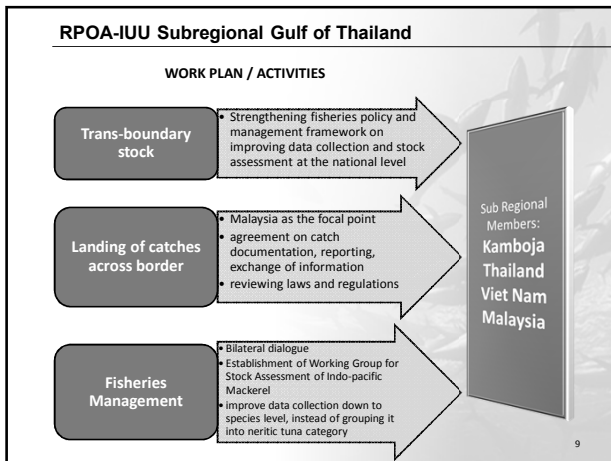 RPOA-IUU Subregional Gulf of Thailand
WORK PLAN / ACTIVITIES
Trans-boundary
stock
• Strengthening fisheries policy and
management framework on
improving data collection and stock
assessment at the national level
Landing of catches
across border
• Malaysia as the focal point
• agreement on catch
documentation, reporting,
exchange of information
• reviewing laws and regulations
Fisheries
Management
• Bilateral dialogue
• Establishment of Working Group for
Stock Assessment of Indo-pacific
Mackerel
• improve data collection down to
species level, instead of grouping it
into neritic tuna category
Sub Regional
Members:
Kamboja
Thailand
Viet Nam
Malaysia
9